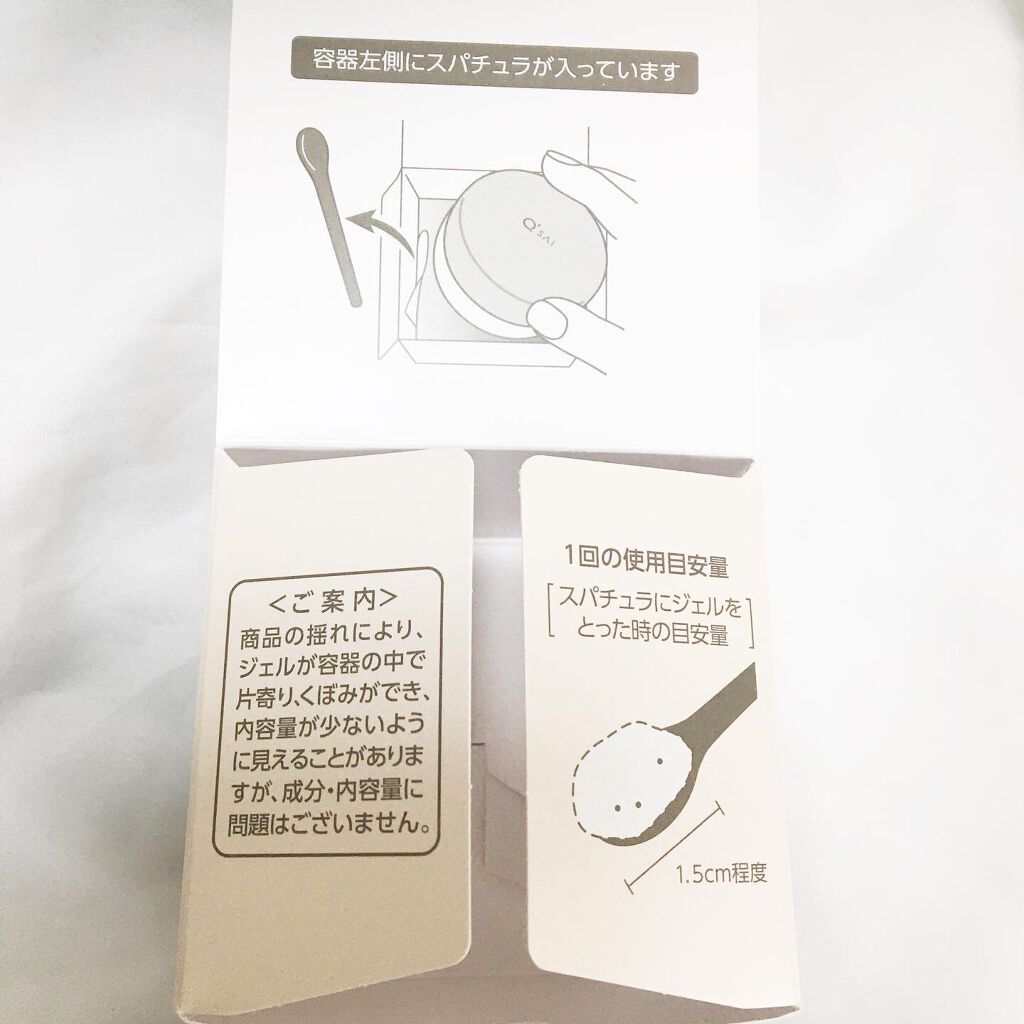 容器左側にスパチュラが入っています
Q'SAI
＜ご案内＞
商品の揺れにより、
ジェルが容器の中で
片寄り、くぼみができ、
内容量が少ないよう
に見えることがありま
すが、成分・内容量に
問題はございません。
1回の使用目安量
[スパチュラにジェルを
とった時の目安量]
1.5cm程度